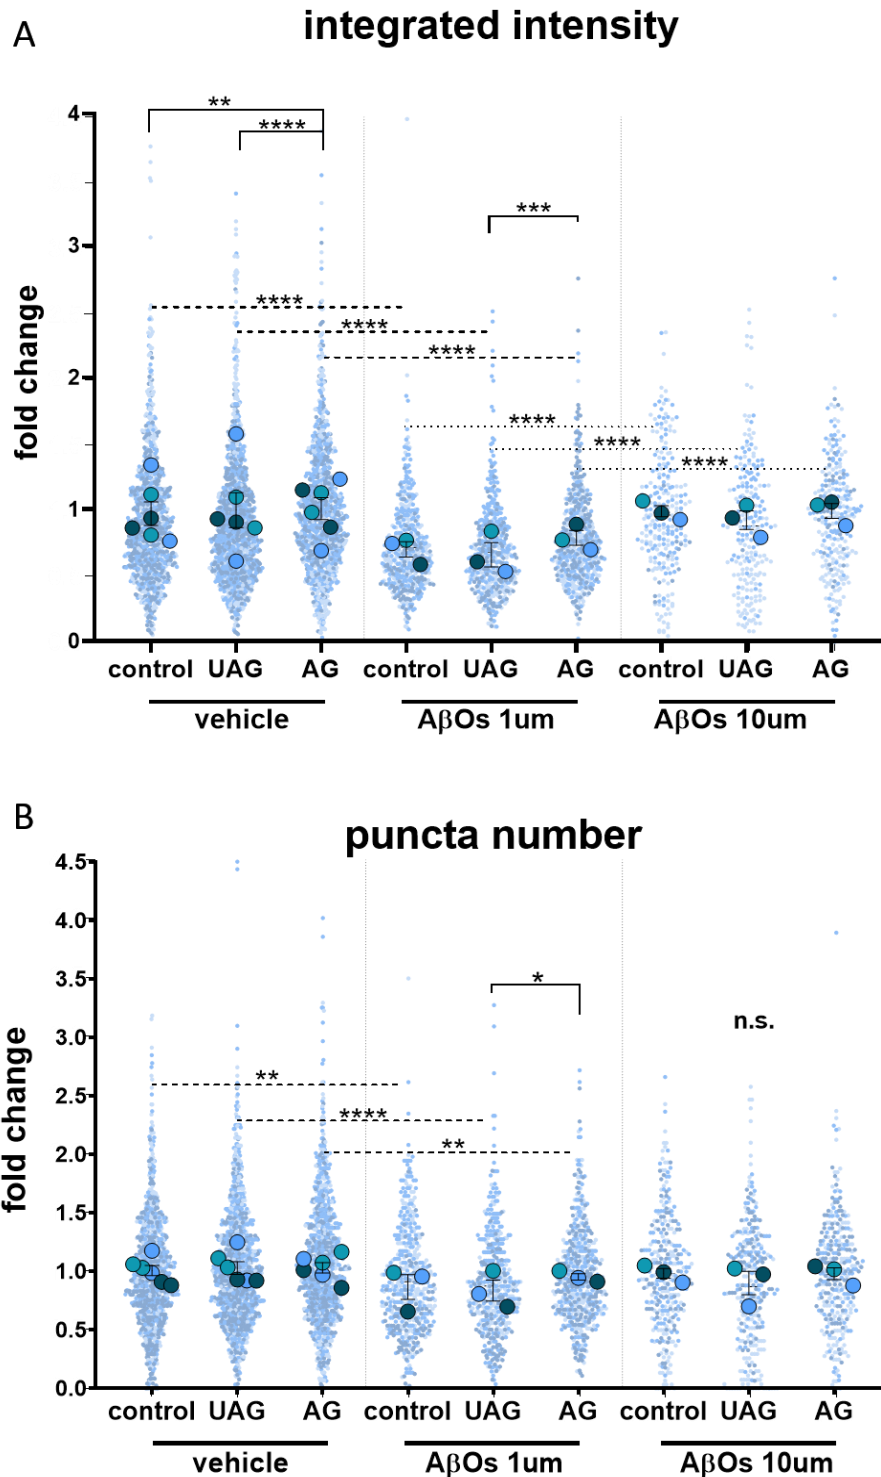 A
integrated intensity
fold change
4
**
****
3
***
****
****
****
2
****
****
****
1
0
control UAG AG control UAG AG control UAG AG
vehicle AβOs 1um AβOs 10um
B
puncta number
fold change
4.5
4.0
3.5
*
3.0
n.s.
2.5
**
****
2.0
**
1.5
1.0
0.5
0.0
control UAG AG control UAG AG control UAG AG
vehicle AβOs 1um AβOs 10um